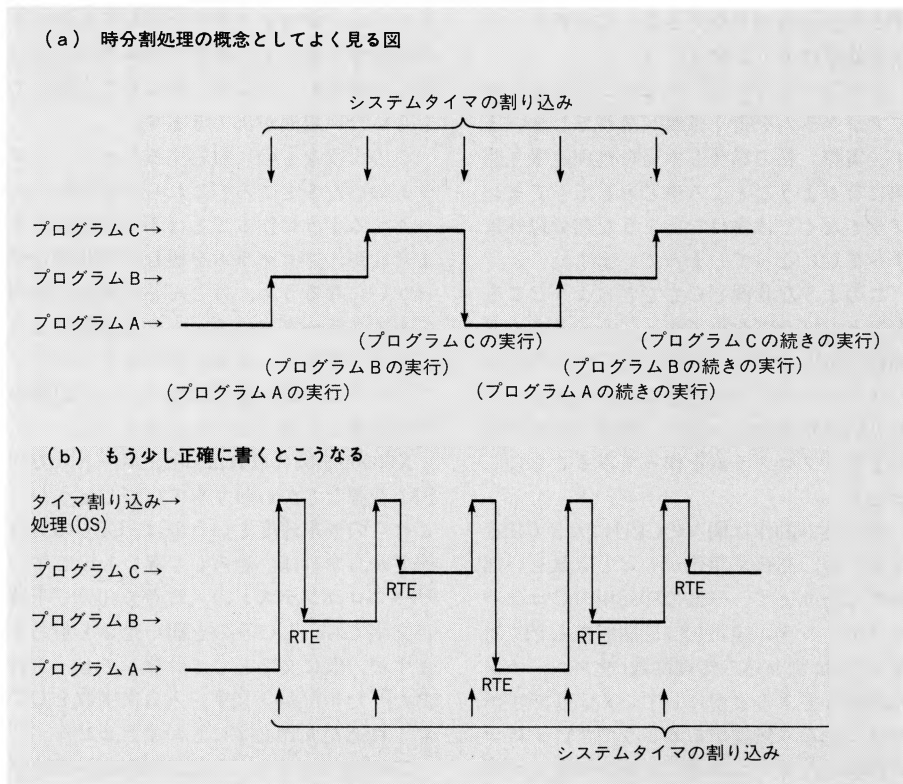 (a) 時分割処理の概念としてよく見る図
システムタイマの割り込み
プログラムC→
プログラムB→
プログラムA→
(プログラムCの実行)
(プログラムCの続きの実行)
(プログラムBの実行)
(プログラムBの続きの実行)
(プログラムAの実行)
(プログラムAの続きの実行)
(b) もう少し正確に書くとこうなる
タイマ割り込み→
処理(OS)
プログラムC→
RTE
RTE
プログラムB→
RTE
RTE
プログラムA→
RTE
システムタイマの割り込み